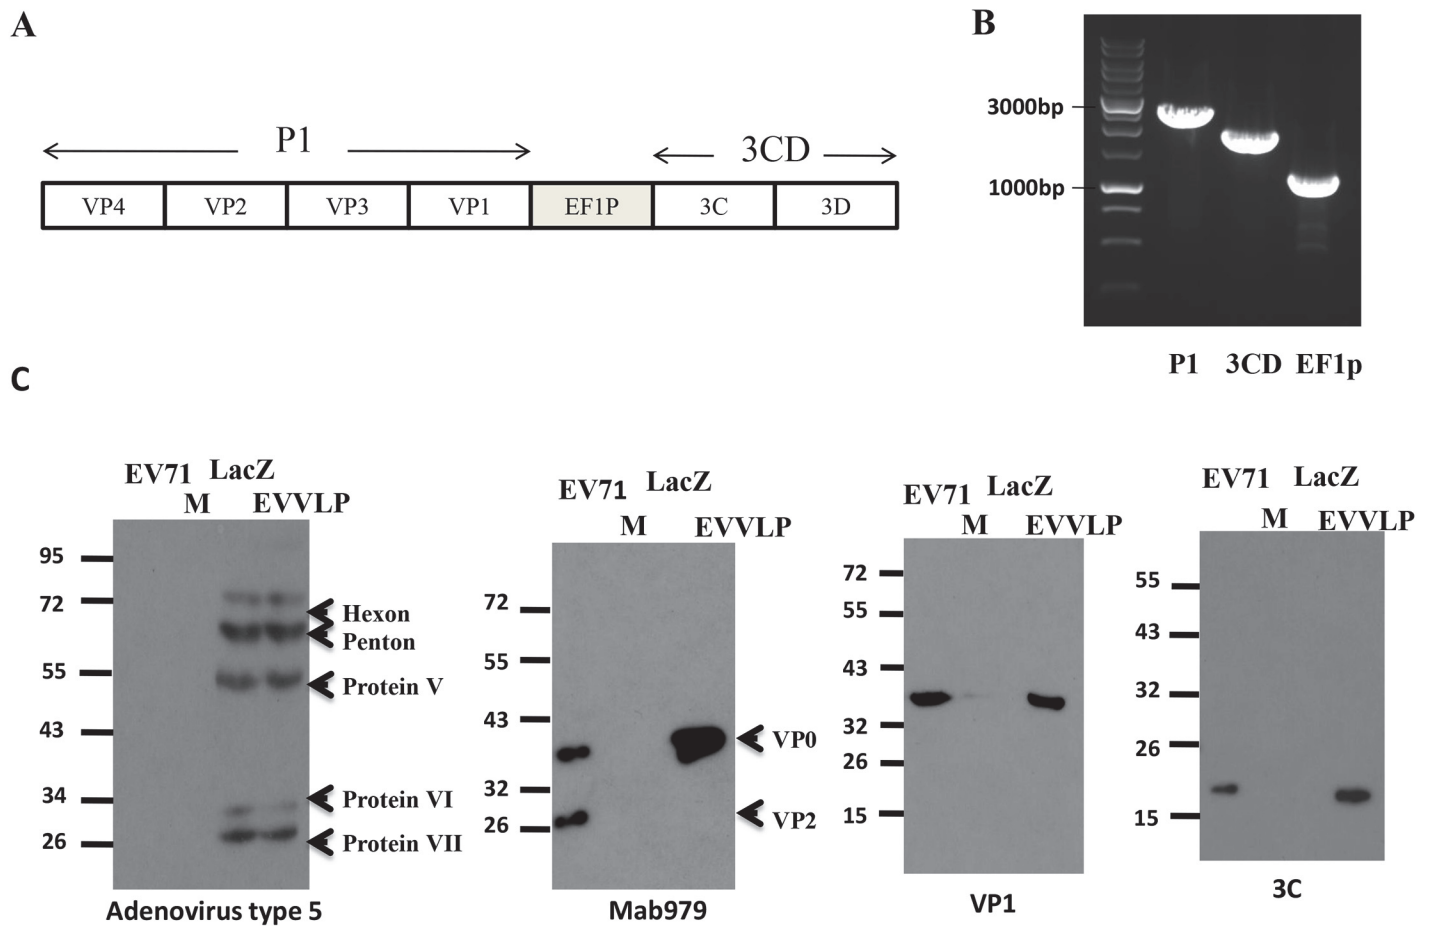 A
P1
3CD
VP4 VP2 VP3 VP1 EF1P 3C 3D
B
3000bp
1000bp
P1 3CD EF1p
C
EV71 LacZ
M EVVLP
95
72
55
43
34
26
Hexon
Penton
Protein V
Protein VI
Protein VII
Adenovirus type 5
EV71 LacZ
M EVVLP
72
55
43
32
26
VP0
VP2
Mab979
EV71 LacZ
M EVVLP
72
55
43
32
26
15
VP1
EV71 LacZ
M EVVLP
55
43
32
26
15
3C